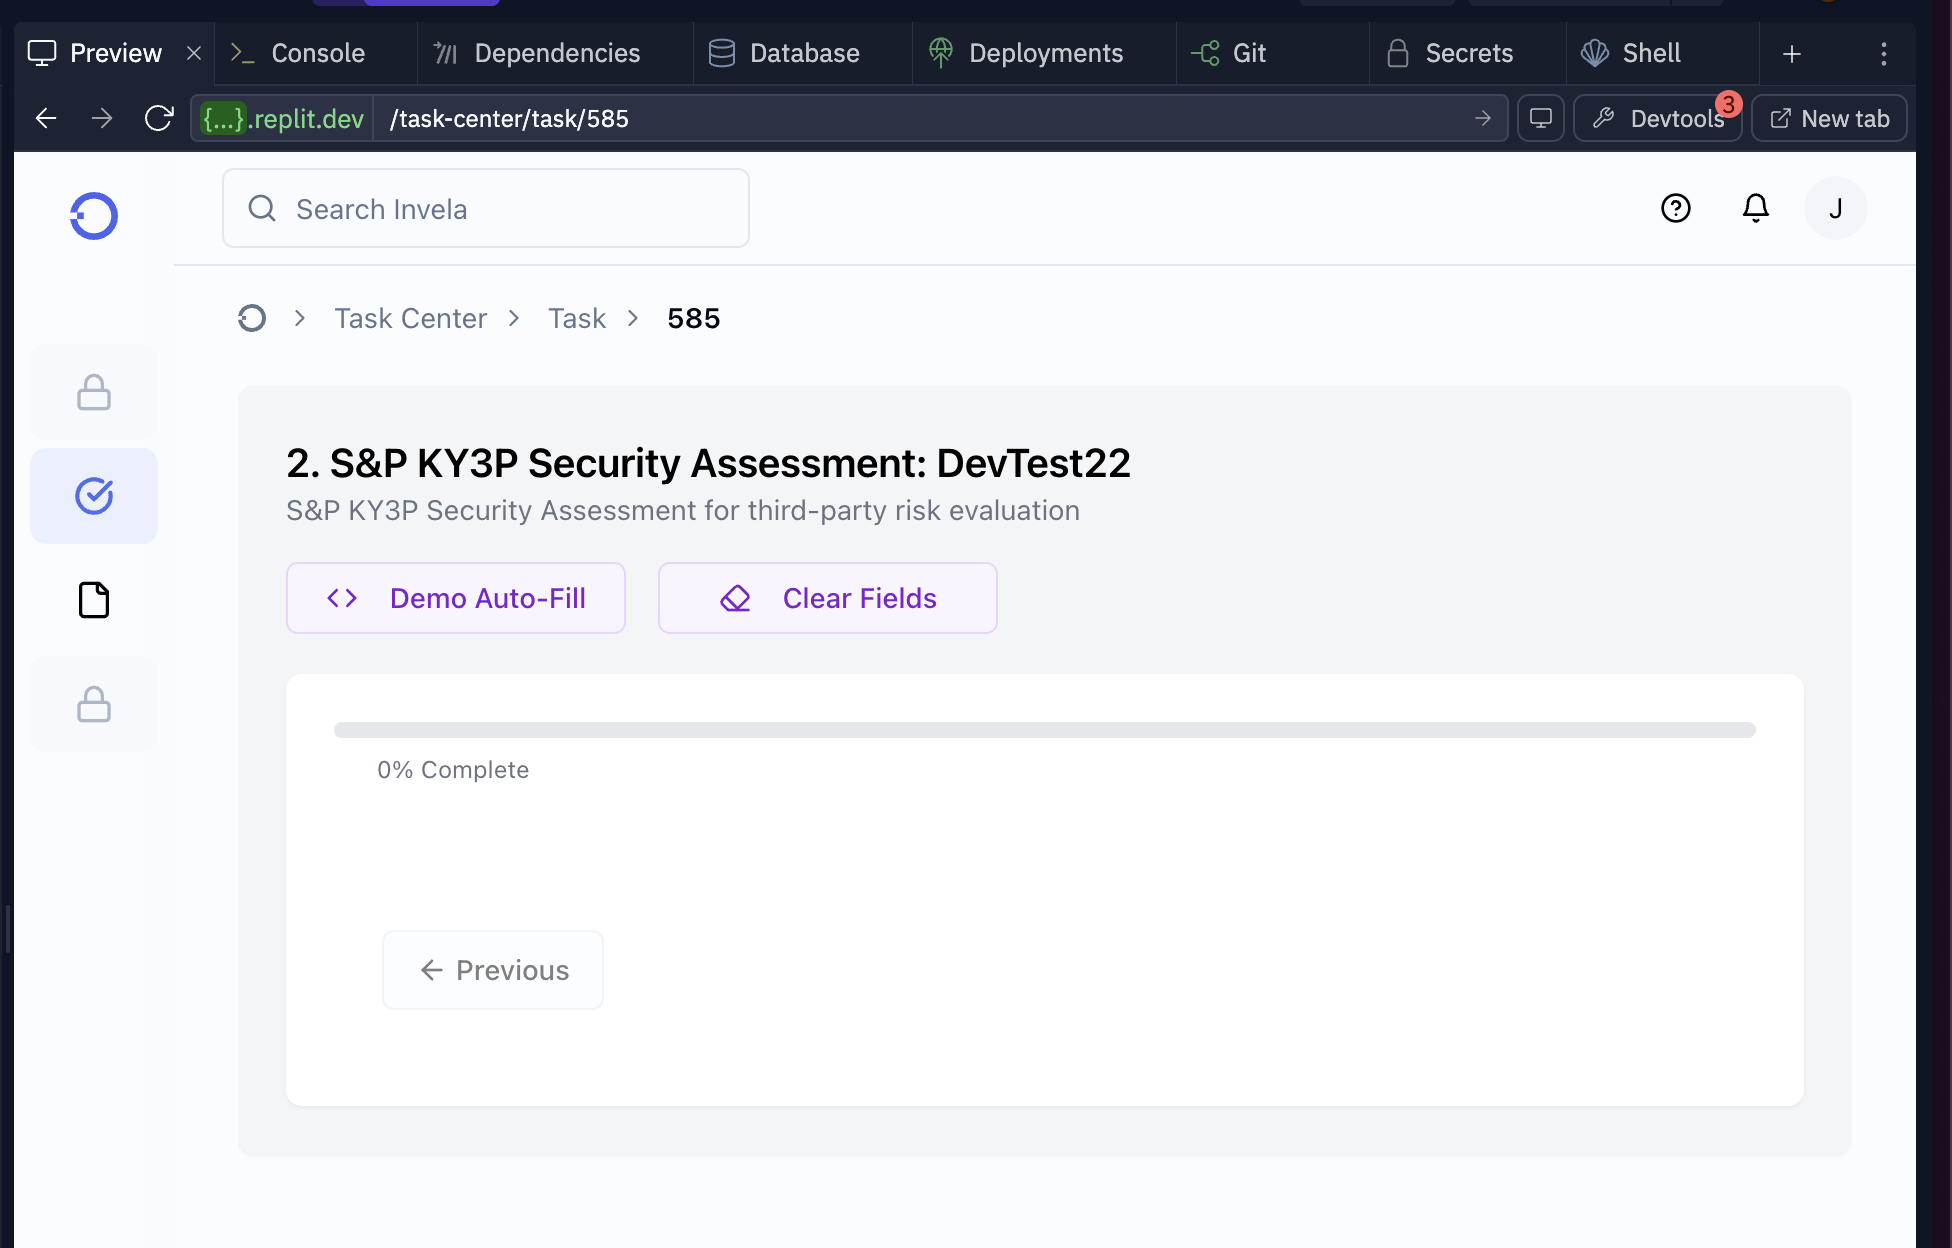 Preview
Console
Dependencies
Database
Deployments
Git
Secrets
Shell
{...}.replit.dev
/task-center/task/585
Devtools
3
New tab
Search Invela
J
Task Center
Task
585
2. S&P KY3P Security Assessment: DevTest22
S&P KY3P Security Assessment for third-party risk evaluation
Demo Auto-Fill
Clear Fields
0% Complete
Previous